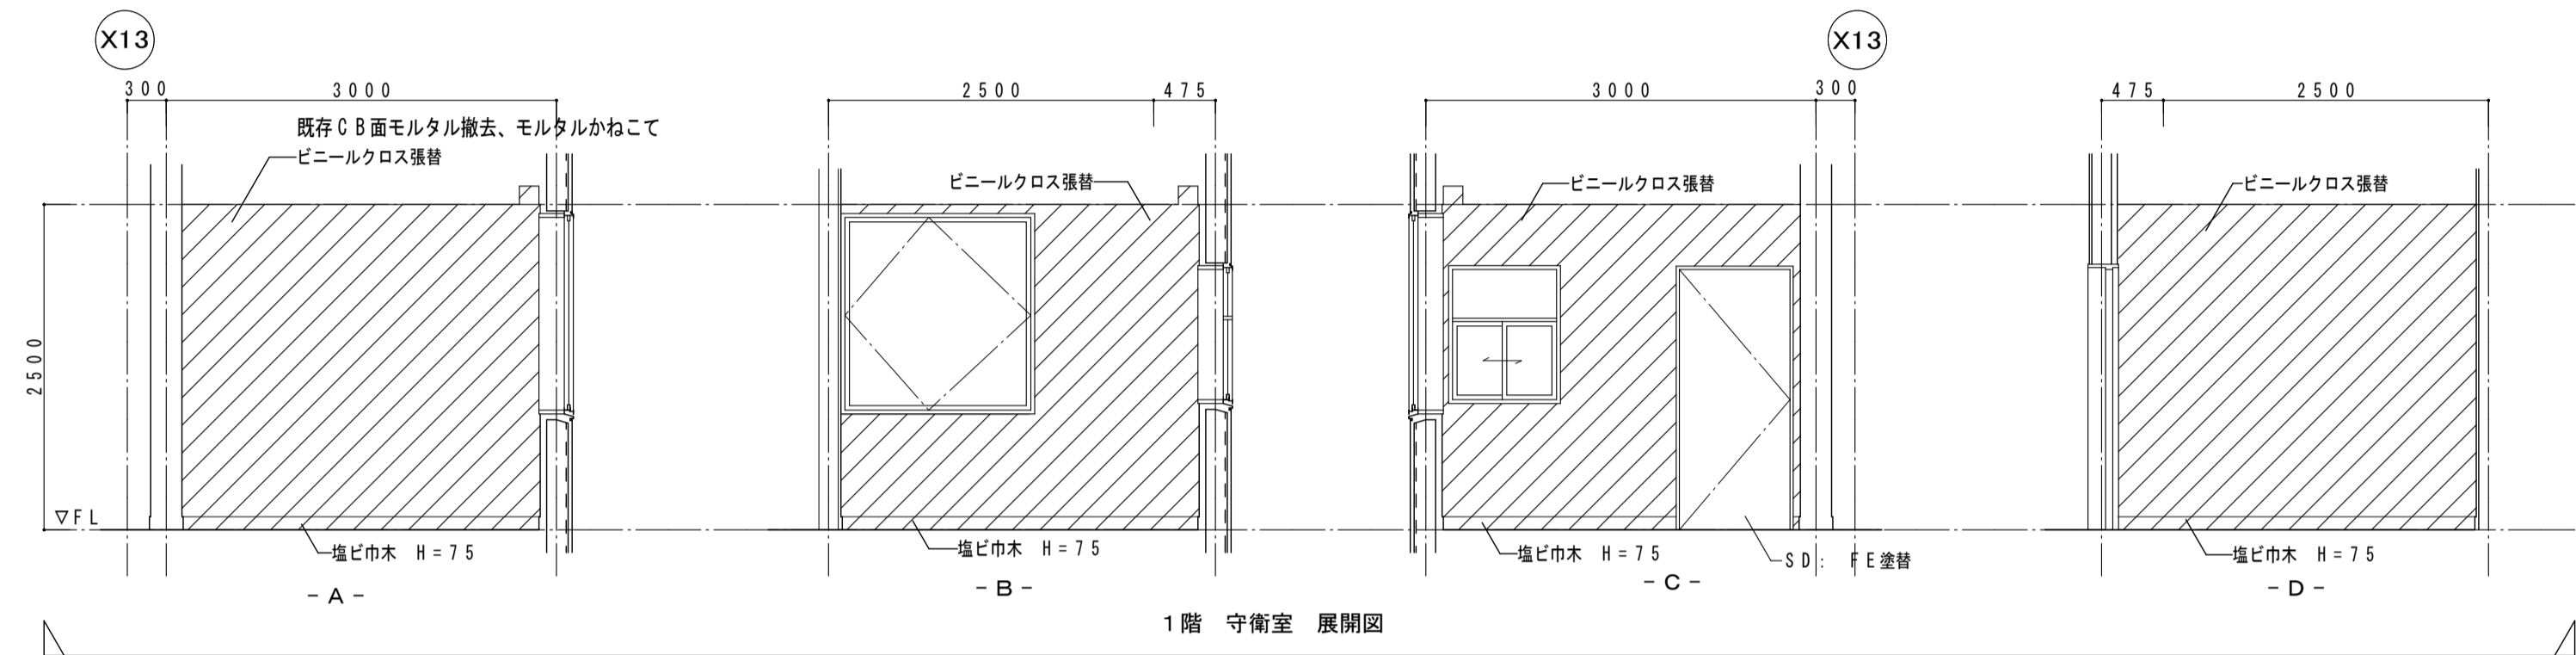 X13
X13
300
3000
2500
475
3000
300
475
2500
既存CB面モルタル撤去、モルタルかねこて
ビニールクロス張替
ビニールクロス張替
ビニールクロス張替
ビニールクロス張替
2500
▽FL
塩ビ巾木 H=75
塩ビ巾木 H=75
塩ビ巾木 H=75
SD: FE塗替
塩ビ巾木 H=75
- A -
- B -
- C -
- D -
1階 守衛室 展開図